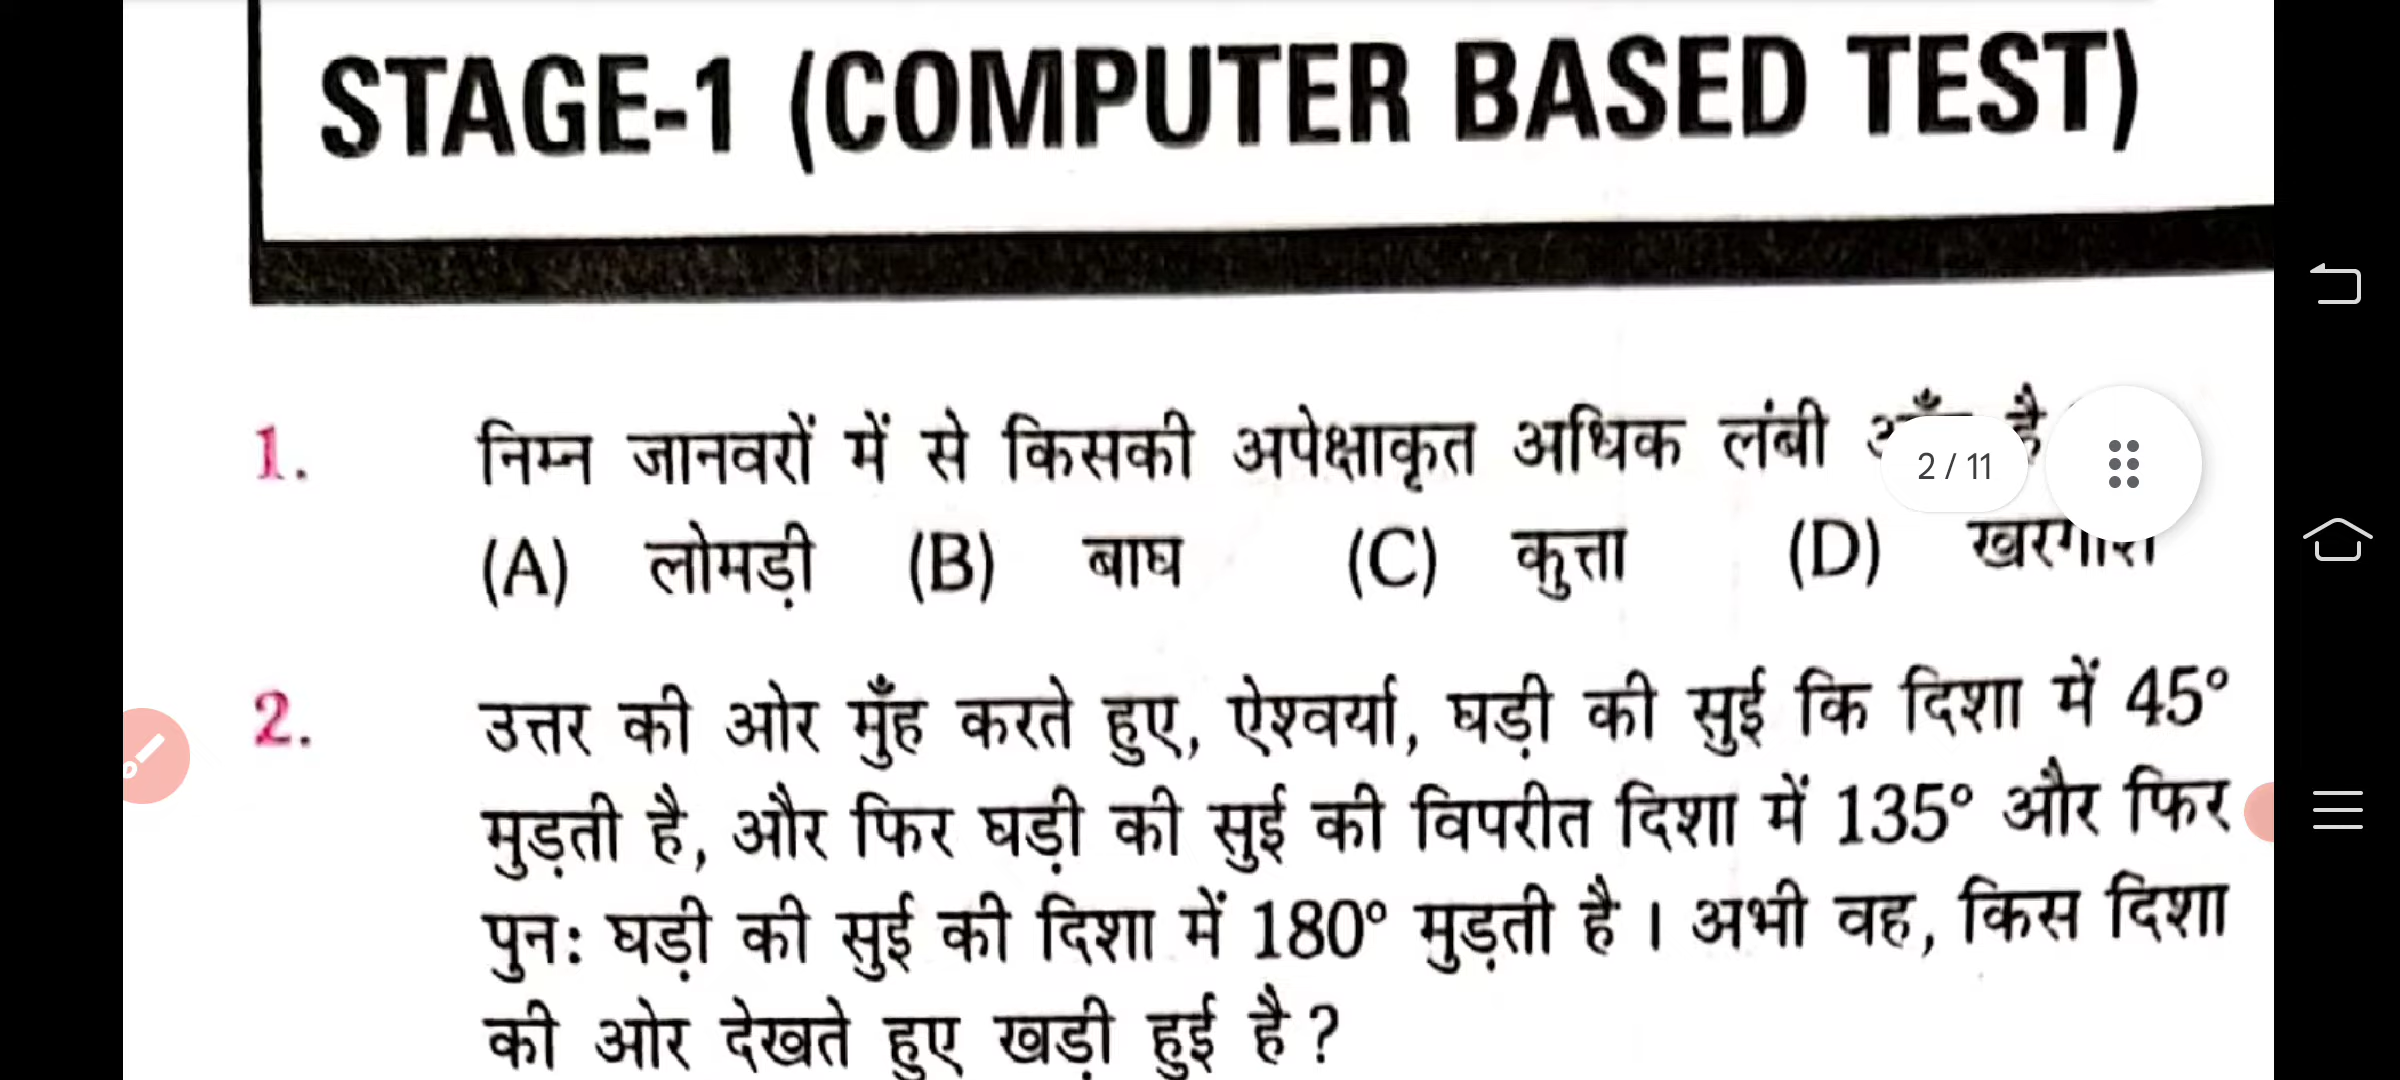 STAGE-1 (COMPUTER BASED TEST)
1. निम्न जानवरों में से किसकी अपेक्षाकृत अधिक लंबी है
2 / 11
(A) लोमड़ी (B) बाघ (C) कुत्ता (D) खरगोश
2. उत्तर की ओर मुँह करते हुए, ऐश्वर्या, घड़ी की सुई कि दिशा में 45°
मुड़ती है, और फिर घड़ी की सुई की विपरीत दिशा में 135° और फिर
पुनः घड़ी की सुई की दिशा में 180° मुड़ती है । अभी वह, किस दिशा
की ओर देखते हुए खड़ी हुई है ?